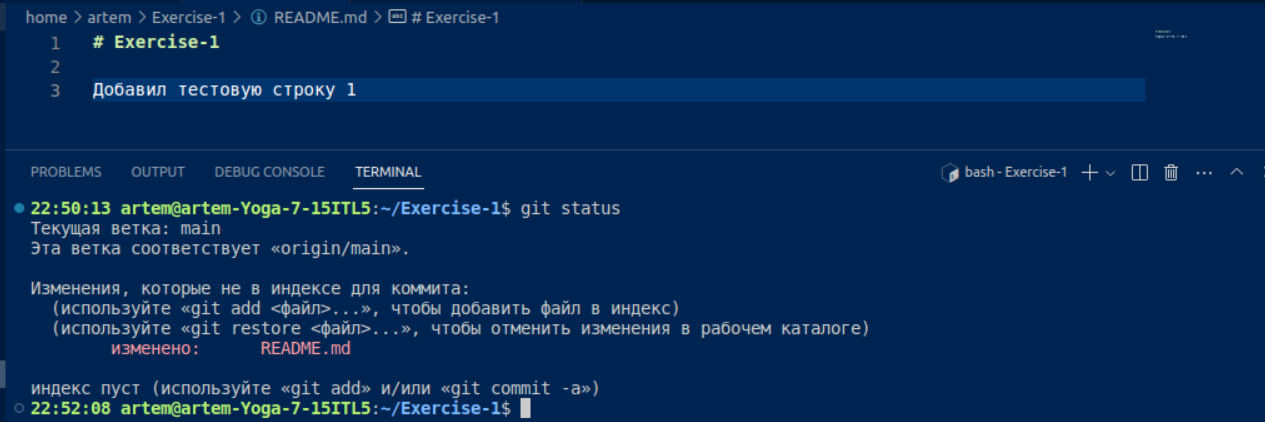 home > artem > Exercise-1 > README.md > # Exercise-1
1 # Exercise-1
2
3 Добавил тестовую строку 1
PROBLEMS OUTPUT DEBUG CONSOLE TERMINAL bash - Exercise-1
22:50:13 artem@artem-Yoga-7-15ITL5:~/Exercise-1$ git status
Текущая ветка: main
Эта ветка соответствует «origin/main».
Изменения, которые не в индексе для коммита:
(используйте «git add <файл>...», чтобы добавить файл в индекс)
(используйте «git restore <файл>...», чтобы отменить изменения в рабочем каталоге)
изменено: README.md
индекс пуст (используйте «git add» и/или «git commit -a»)
22:52:08 artem@artem-Yoga-7-15ITL5:~/Exercise-1$